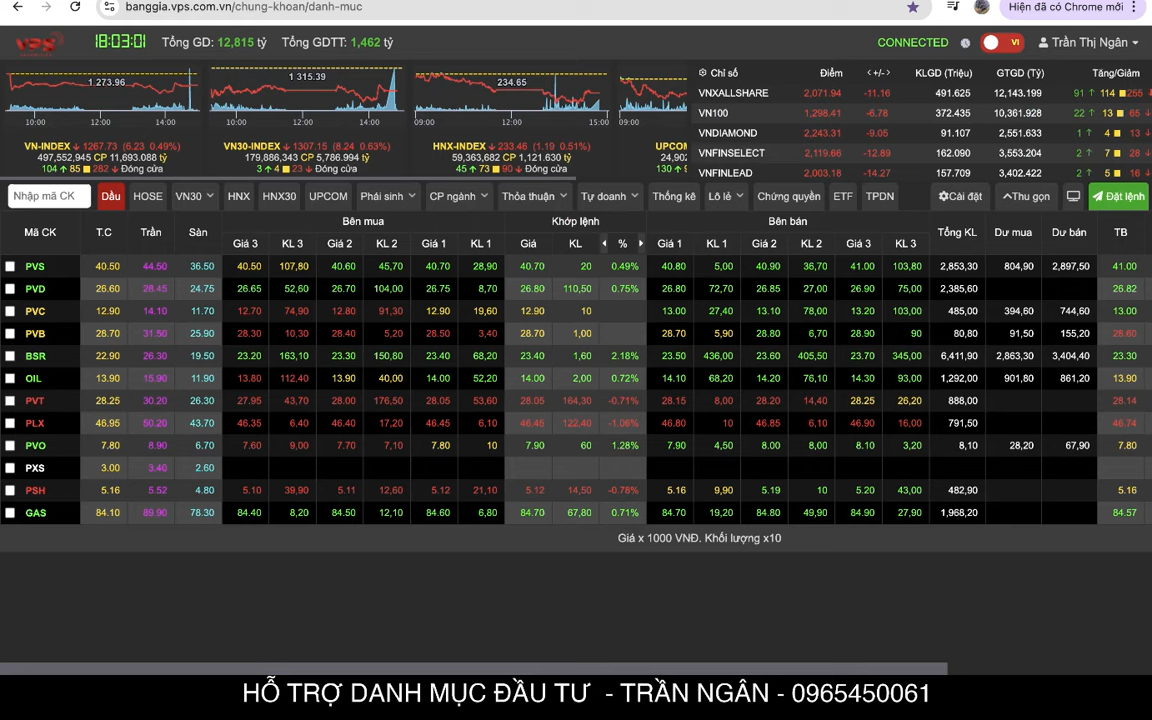 banggia.vps.com.vn/chung-khoan/danh-muc
Hiện đã có Chrome mới
VPS
18:03:01 Tổng GD: 12,815 tỷ Tổng GDTT: 1,462 tỷ CONNECTED VI Trần Thị Ngân
1,273.96 1 315.39 234.65
10:00 12:00 14:00 10:00 12:00 14:00 09:00 12:00 15:00 09:00
VN-INDEX 1267.73 (6.23 0.49%) VN30-INDEX 1307.15 (8.24 0.63%) HNX-INDEX 233.46 (1.19 0.51%) UPCOM
497,552,945 CP 11,693.088 tỷ 179,886,343 CP 5,786.994 tỷ 59,363,682 CP 1,121.630 tỷ 24,902
104 85 282 Đóng cửa 3 4 23 Đóng cửa 45 73 90 Đóng cửa 130
Chỉ số Điểm <+/-> KLGD (Triệu) GTGD (Tỷ) Tăng/Giảm
VNXALLSHARE 2,071.94 -11.16 491.625 12,143.199 91 114 255
VN100 1,298.41 -6.78 372.435 10,361.928 22 13 65
VNDIAMOND 2,243.31 -9.05 91.107 2,551.633 1 4 13
VNFINSELECT 2,119.66 -12.89 162.090 3,553.204 2 7 28
VNFINLEAD 2,003.18 -14.27 157.709 3,402.422 2 5 16
Nhập mã CK Dầu HOSE VN30 HNX HNX30 UPCOM Phái sinh CP ngành Thỏa thuận Tự doanh Thống kê Lô lẻ Chứng quyền ETF TPDN Cài đặt Thu gọn Đặt lệnh
Mã CK T.C Trần Sàn Bên mua Khớp lệnh Bên bán Tổng KL Dư mua Dư bán TB
Giá 3 KL 3 Giá 2 KL 2 Giá 1 KL 1 Giá KL % Giá 1 KL 1 Giá 2 KL 2 Giá 3 KL 3
PVS 40.50 44.50 36.50 40.50 107,80 40.60 45,70 40.70 28,90 40.70 20 0.49% 40.80 5,00 40.90 36,70 41.00 103,80 2,853,30 804,90 2,897,50 41.00
PVD 26.60 28.45 24.75 26.65 52,60 26.70 104,00 26.75 8,70 26.80 110,50 0.75% 26.80 72,70 26.85 27,00 26.90 75,00 2,385,60 26.82
PVC 12.90 14.10 11.70 12.70 74,90 12.80 91,30 12.90 19,60 12.90 10 13.00 27,40 13.10 78,00 13.20 103,00 485,00 394,60 744,60 13.00
PVB 28.70 31.50 25.90 28.30 10,30 28.40 5,20 28.50 3,40 28.70 1,00 28.70 5,90 28.80 6,70 28.90 90 80,80 91,50 155,20 28.60
BSR 22.90 26.30 19.50 23.20 163,10 23.30 150,80 23.40 68,20 23.40 1,60 2.18% 23.50 436,00 23.60 405,50 23.70 345,00 6,411,90 2,863,30 3,404,40 23.30
OIL 13.90 15.90 11.90 13.80 112,40 13.90 40,00 14.00 52,20 14.00 2,00 0.72% 14.10 68,20 14.20 76,10 14.30 93,00 1,292,00 901,80 861,20 13.90
PVT 28.25 30.20 26.30 27.95 43,70 28.00 176,50 28.05 53,60 28.05 164,30 -0.71% 28.15 8,00 28.20 14,40 28.25 26,20 888,00 28.14
PLX 46.95 50.20 43.70 46.35 6,40 46.40 17,20 46.45 6,10 46.45 122,40 -1.06% 46.80 10 46.85 6,10 46.90 16,00 791,50 46.74
PVO 7.80 8.90 6.70 7.60 9,00 7.70 7,10 7.80 10 7.90 60 1.28% 7.90 4,50 8.00 8,00 8.10 3,20 8,10 28,20 67,90 7.80
PXS 3.00 3.40 2.60
PSH 5.16 5.52 4.80 5.10 39,90 5.11 12,60 5.12 21,10 5.12 14,50 -0.78% 5.16 9,90 5.19 10 5.20 43,00 482,90 5.16
GAS 84.10 89.90 78.30 84.40 8,20 84.50 12,10 84.60 6,80 84.70 67,80 0.71% 84.70 19,20 84.80 49,90 84.90 27,90 1,968,20 84.57
Giá x 1000 VNĐ. Khối lượng x10
HỖ TRỢ DANH MỤC ĐẦU TƯ - TRẦN NGÂN - 0965450061